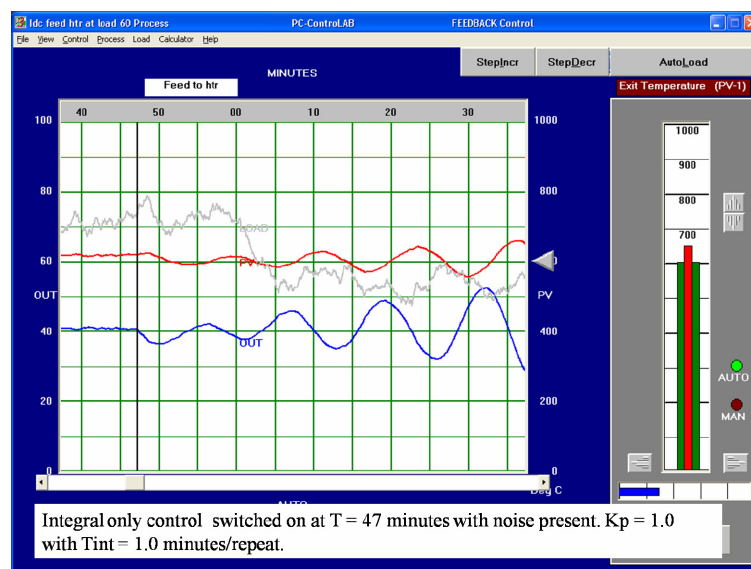 Idc feed htr at load 60 Process PC-ControLAB FEEDBACK Control
File View Control Process Load Calculator Help
StepIncr StepDecr AutoLoad
MINUTES
Feed to htr
Exit Temperature (PV-1)
40 50 00 10 20 30
100 1000
80 800
60 60
OUT PV
40 400
20 200
0 0
LOAD
PV
OUT
1000
900
800
700
AUTO
MAN
Deg C
AUTO
Integral only control switched on at T = 47 minutes with noise present. Kp = 1.0
with Tint = 1.0 minutes/repeat.